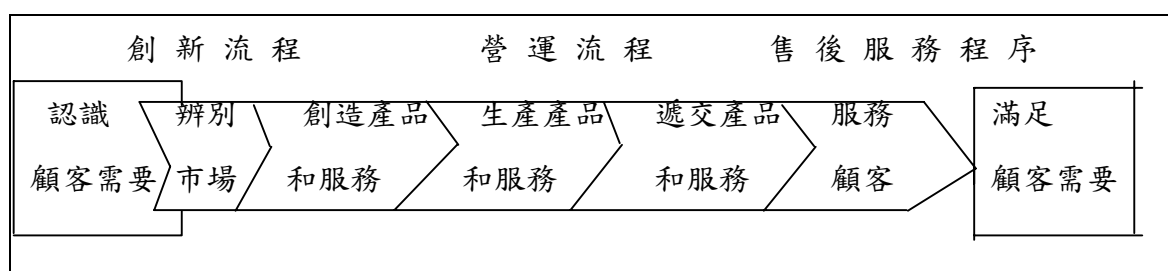 創新流程 營運流程 售後服務程序
認識 辨別 創造產品 生產產品 遞交產品 服務 滿足
顧客需要 市場 和服務 和服務 和服務 顧客 顧客需要